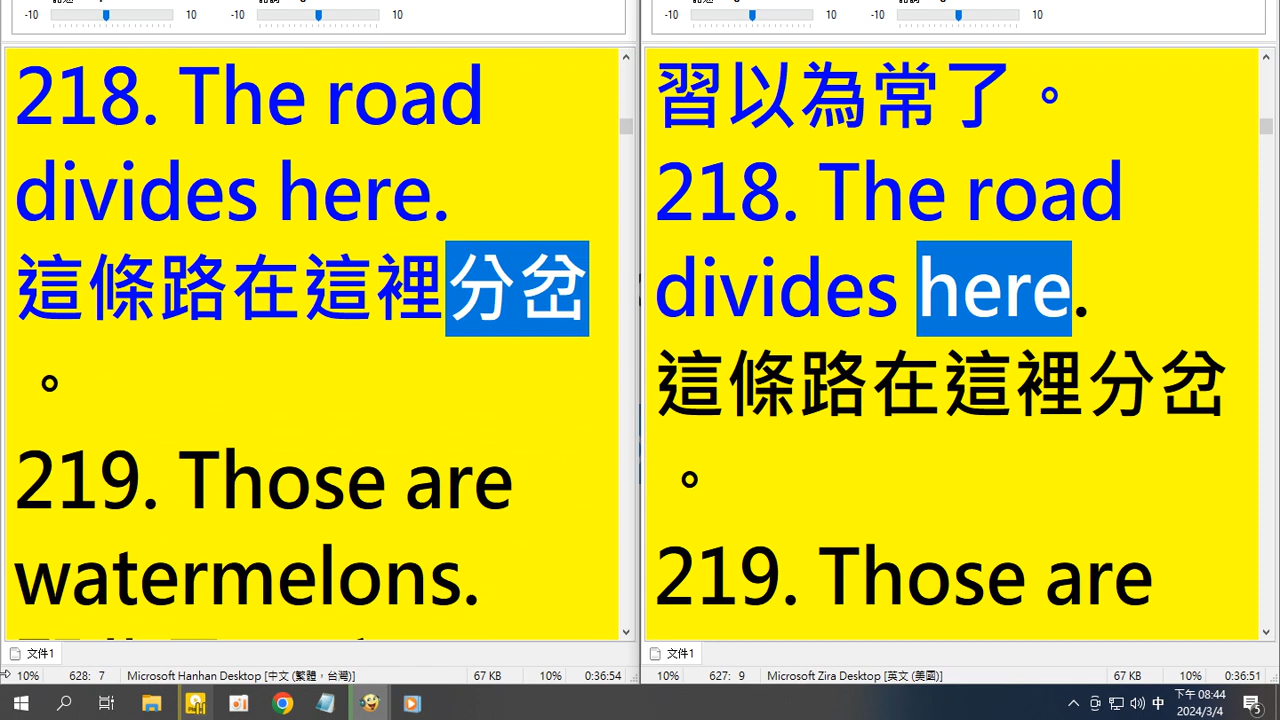 -10 10 -10 10
218. The road
divides here.
這條路在這裡分岔
。
219. Those are
watermelons.
文件1
10% 628: 7 Microsoft Hanhan Desktop [中文 (繁體，台灣)] 67 KB 10% 0:36:54
-10 10 -10 10
習以為常了。
218. The road
divides here.
這條路在這裡分岔
。
219. Those are
文件1
10% 627: 9 Microsoft Zira Desktop [英文 (美國)] 67 KB 10% 0:36:51
中
下午 08:44
2024/3/4
5